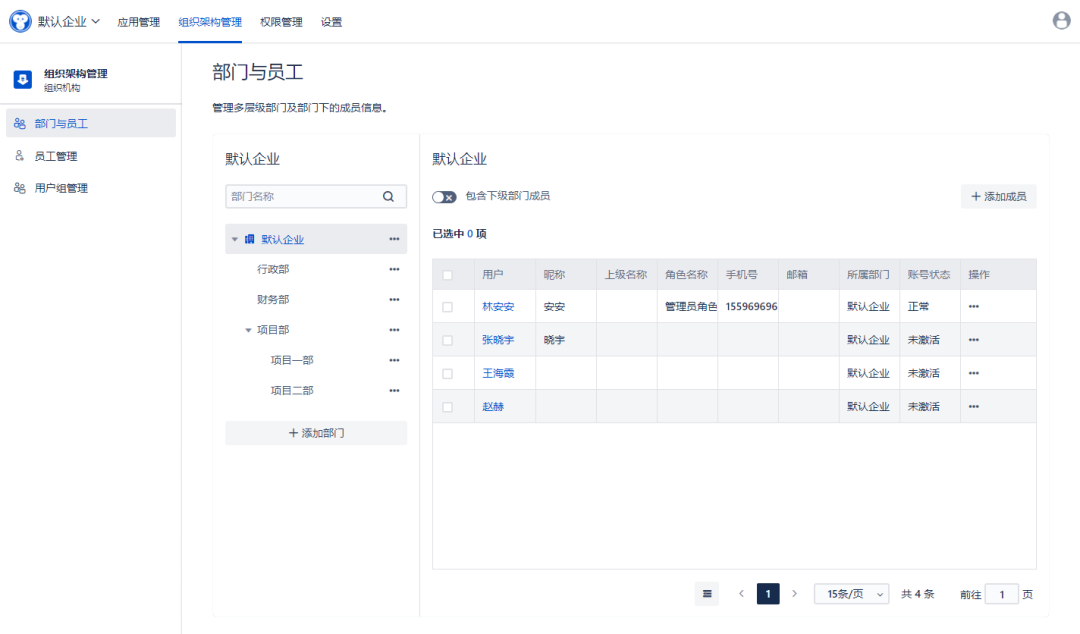 默认企业 应用管理 组织架构管理 权限管理 设置
组织架构管理
组织机构
部门与员工
员工管理
用户组管理
部门与员工
管理多层级部门及部门下的成员信息。
默认企业
部门名称
默认企业
行政部
财务部
项目部
项目一部
项目二部
+ 添加部门
默认企业
包含下级部门成员
+ 添加成员
已选中 0 项
用户 昵称 上级名称 角色名称 手机号 邮箱 所属部门 账号状态 操作
林安安 安安 管理员角色 155969696 默认企业 正常
张晓宇 晓宇 默认企业 未激活
王海霞 默认企业 未激活
赵赫 默认企业 未激活
1 15条/页 共 4 条 前往 1 页